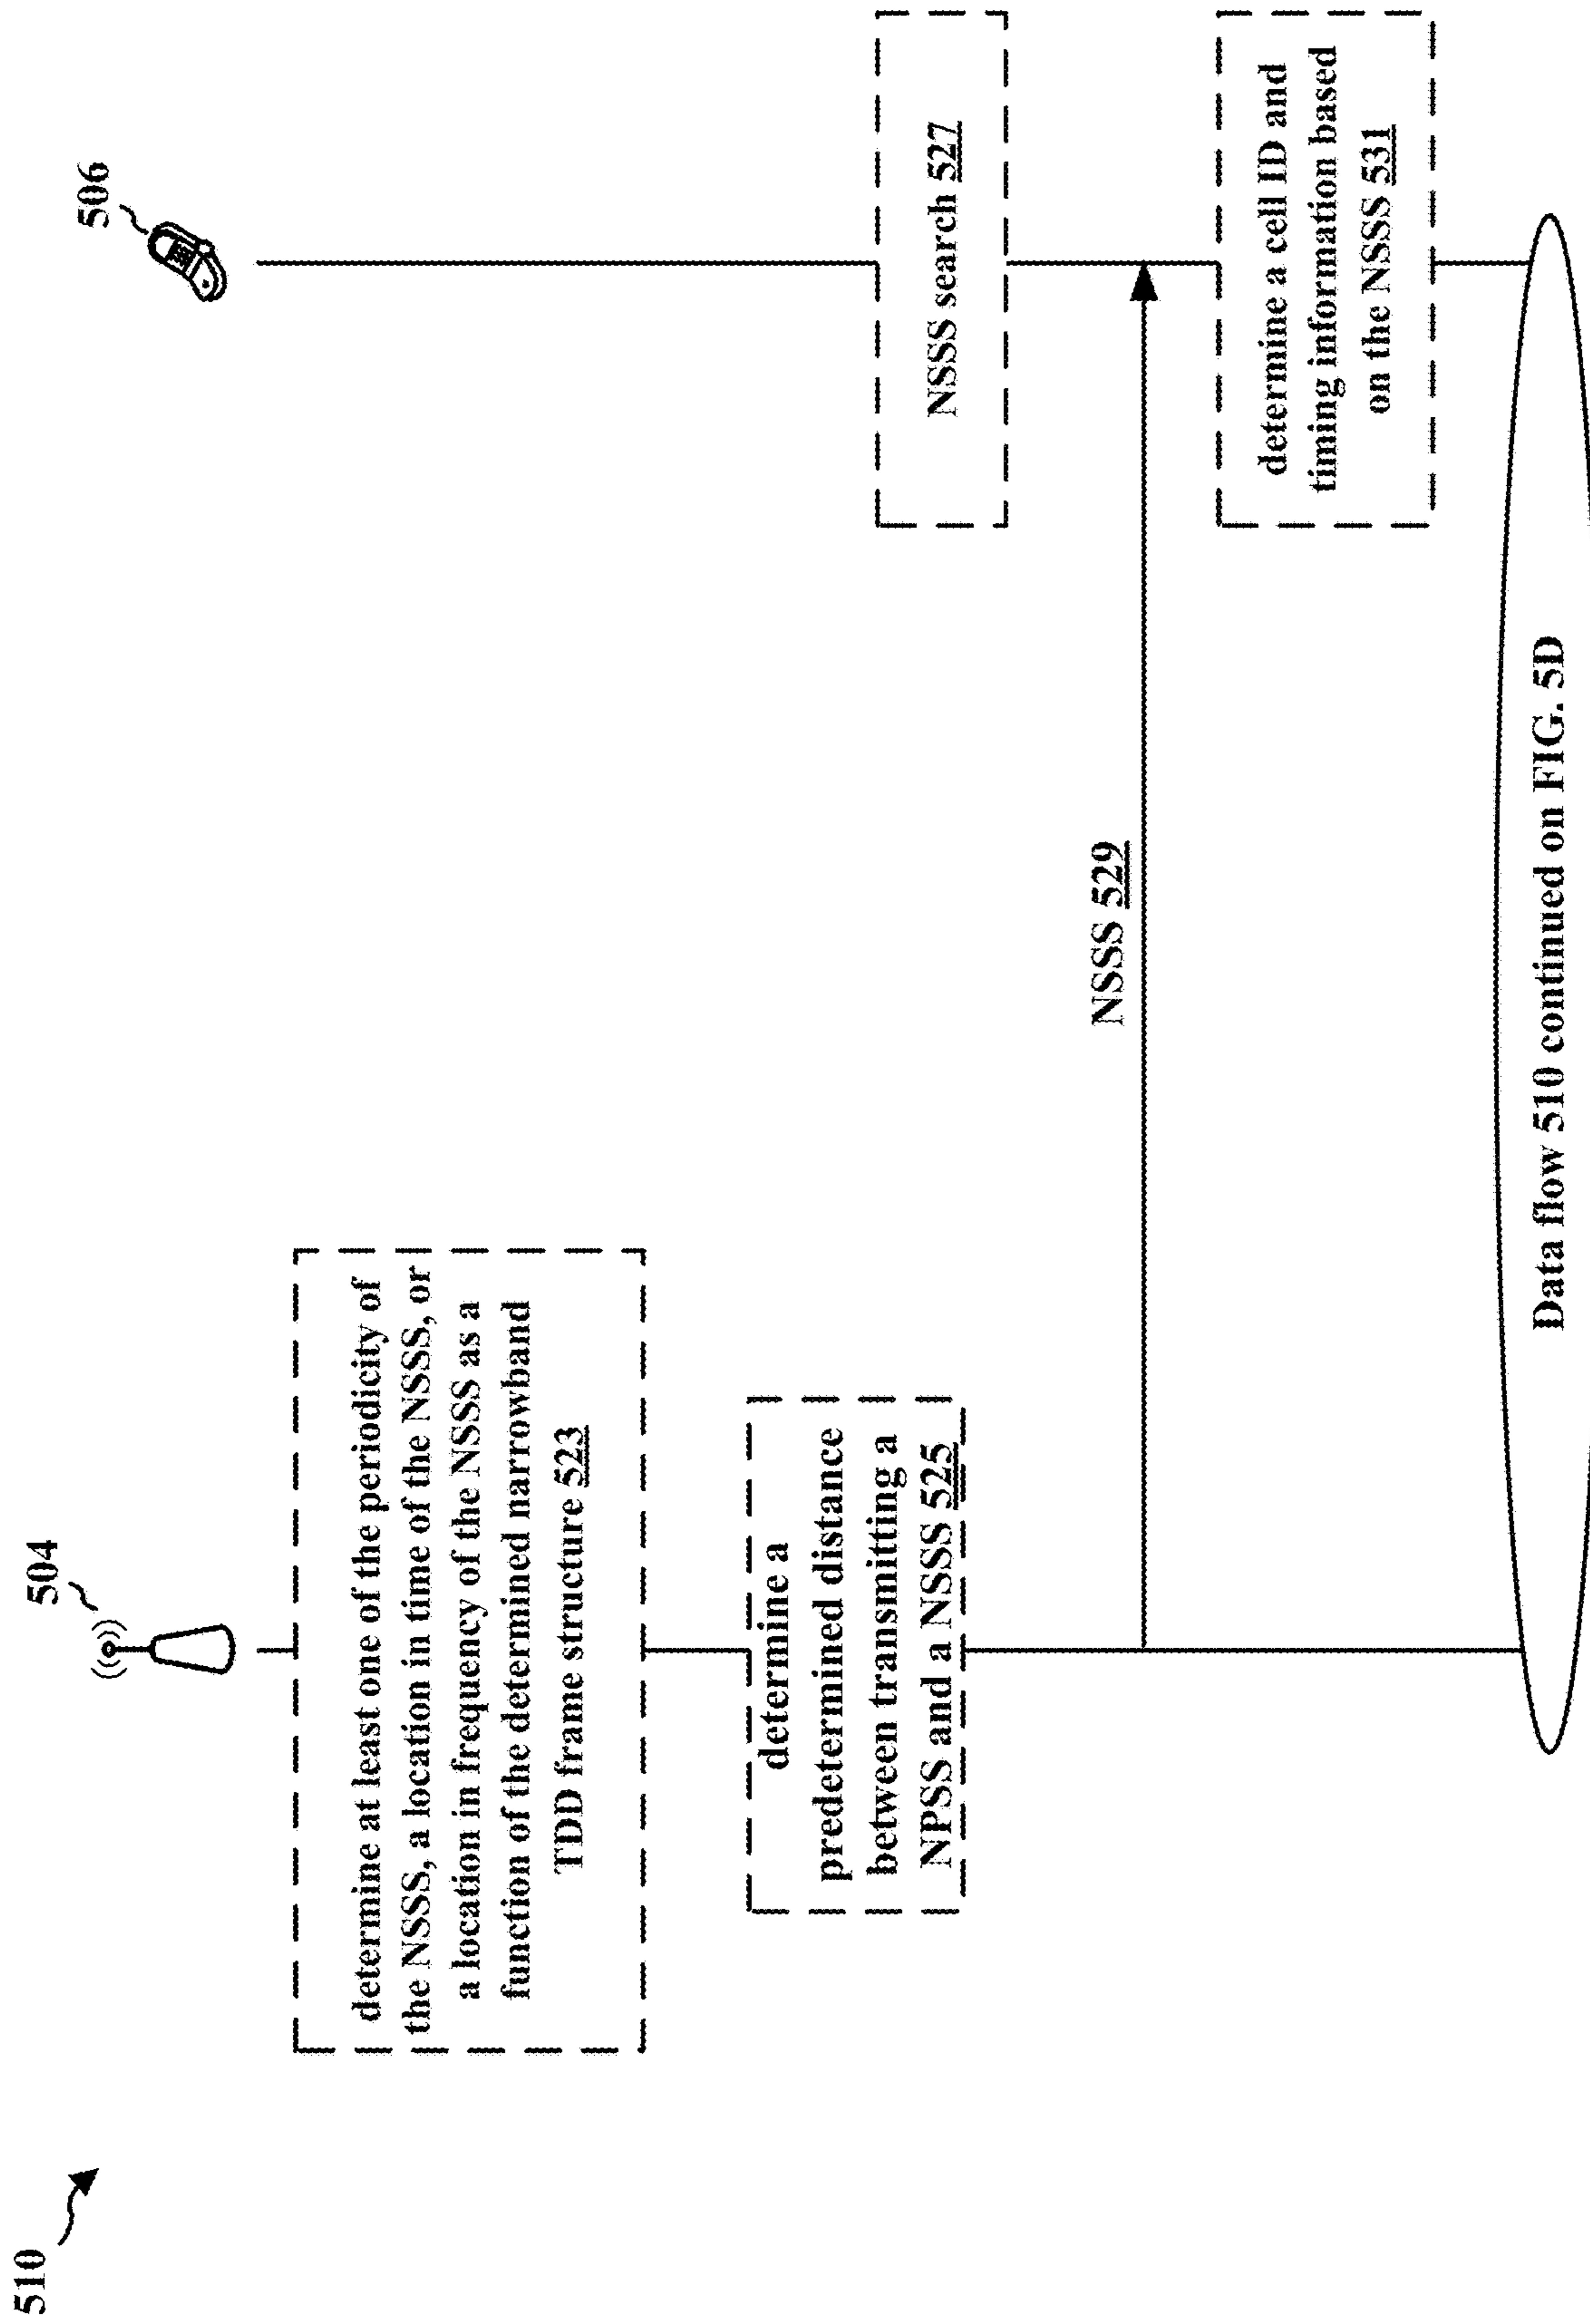 510
504
506
determine at least one of the periodicity of
the NSSS, a location in time of the NSSS, or
a location in frequency of the NSSS as a
function of the determined narrowband
TDD frame structure 523
determine a
predetermined distance
between transmitting a
NPSS and a NSSS 525
NSSS search 527
NSSS 529
determine a cell ID and
timing information based
on the NSSS 531
Data flow 510 continued on FIG. 5D